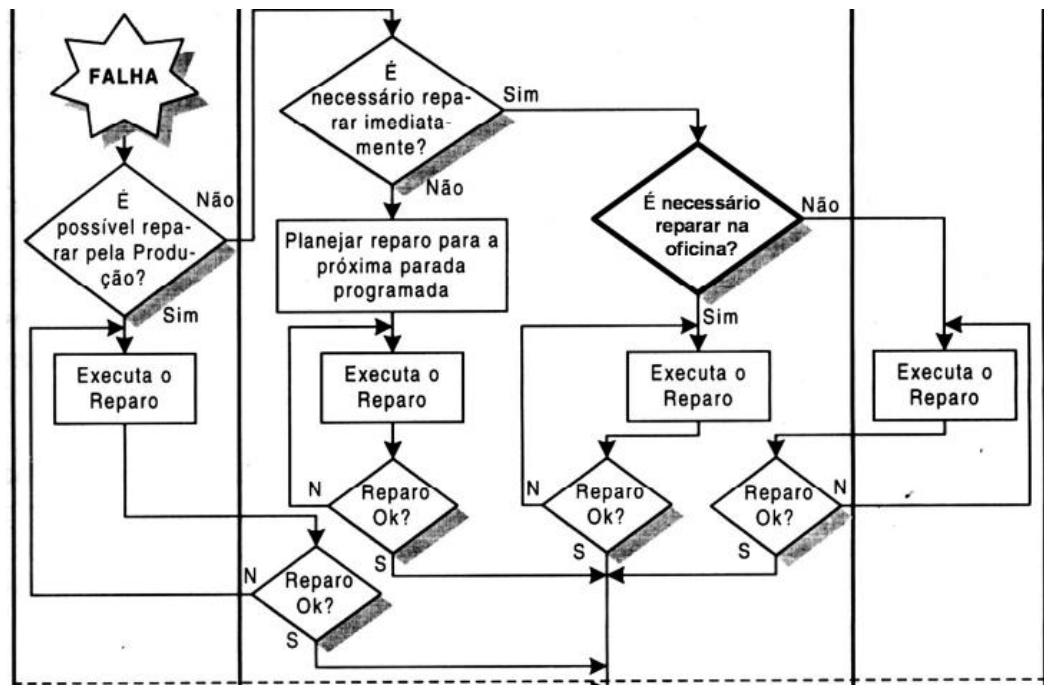 FALHA
É
possível repa-
rar pela Produ-
ção?
Não
Sim
Executa o
Reparo
É
necessário repa-
rar imediata-
mente?
Sim
Não
Planejar reparo para a
próxima parada
programada
Executa o
Reparo
Reparo
Ok?
N
S
Reparo
Ok?
N
S
É necessário
reparar na
oficina?
Não
Sim
Executa o
Reparo
Reparo
Ok?
N
S
Executa o
Reparo
Reparo
Ok?
N
S